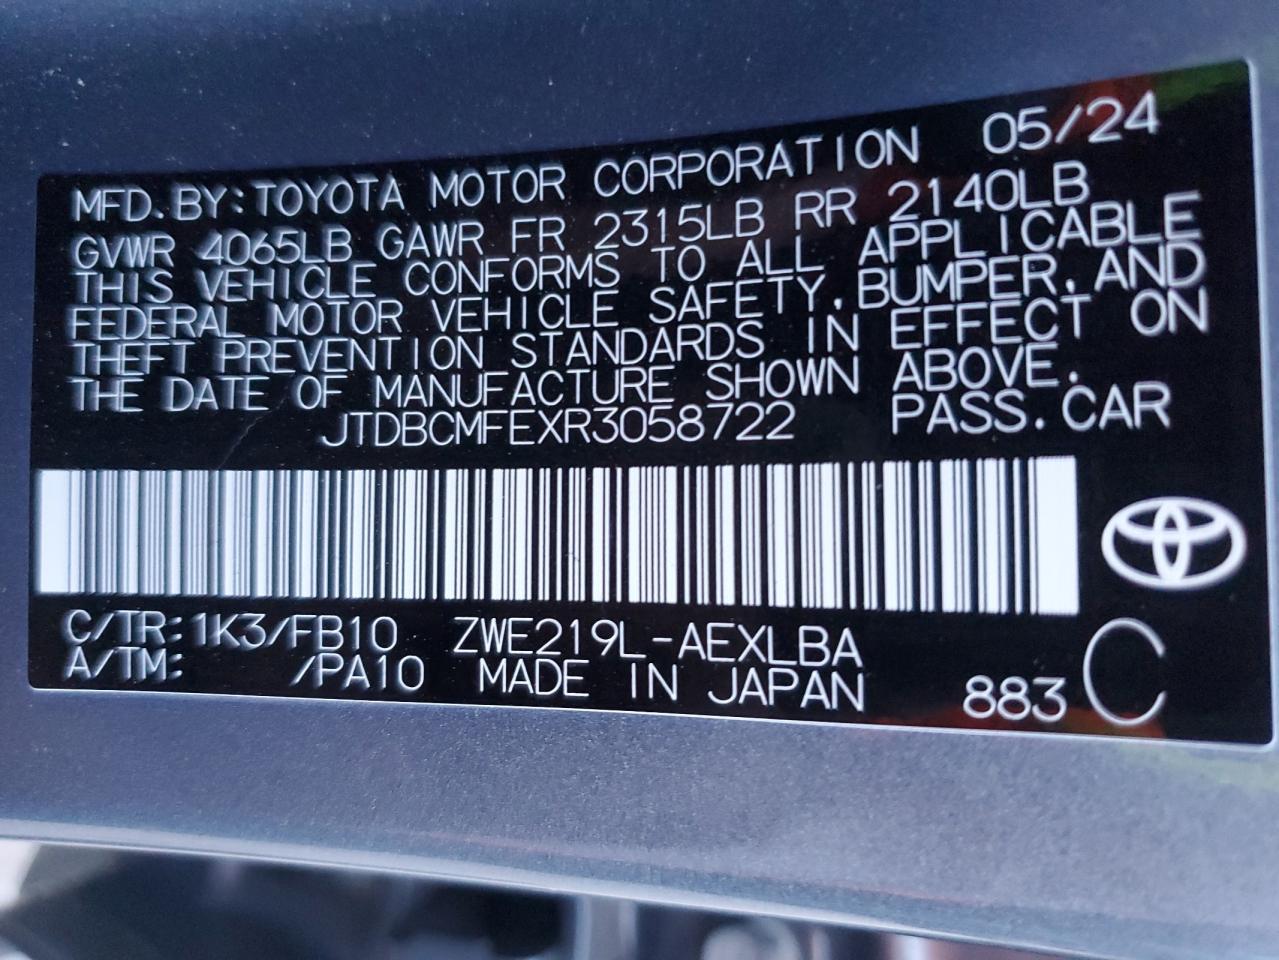 MFD. BY: TOYOTA MOTOR CORPORATION 05/24
GVWR 4065LB GAWR FR 2315LB RR 2140LB
THIS VEHICLE CONFORMS TO ALL APPLICABLE
FEDERAL MOTOR VEHICLE SAFETY, BUMPER, AND
THEFT PREVENTION STANDARDS IN EFFECT ON
THE DATE OF MANUFACTURE SHOWN ABOVE.
JTDBCMFEXR3058722 PASS. CAR
C/TR: 1K3/FB10 ZWE219L-AEXLBA
A/TM: /PA10 MADE IN JAPAN 883 C